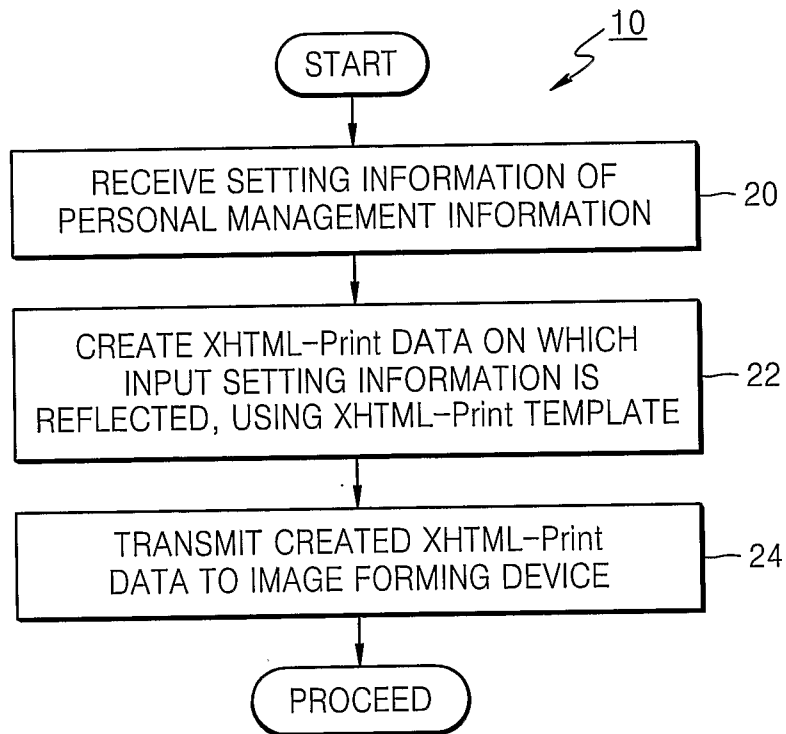 10
START
RECEIVE SETTING INFORMATION OF
PERSONAL MANAGEMENT INFORMATION
20
CREATE XHTML-Print DATA ON WHICH
INPUT SETTING INFORMATION IS
REFLECTED, USING XHTML-Print TEMPLATE
22
TRANSMIT CREATED XHTML-Print
DATA TO IMAGE FORMING DEVICE
24
PROCEED